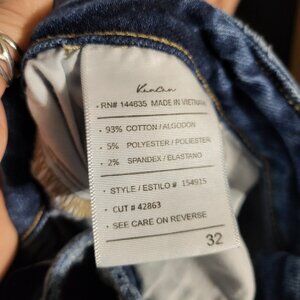 KanCan
• RN# 144635 MADE IN VIETNAM
• 93% COTTON / ALGODON
• 5% POLYESTER / POLIESTER
• 2% SPANDEX / ELASTANO
• STYLE / ESTILO # 154915
• CUT # 42863
• SEE CARE ON REVERSE
32